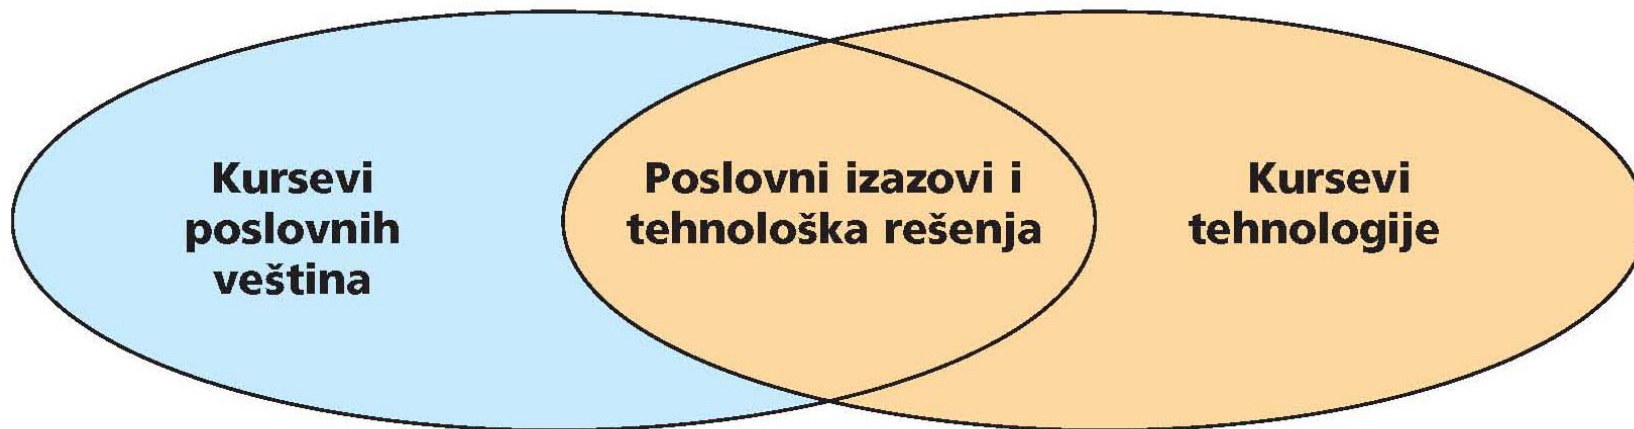 Kursevi
poslovnih
veština
Poslovni izazovi i
tehnološka rešenja
Kursevi
tehnologije